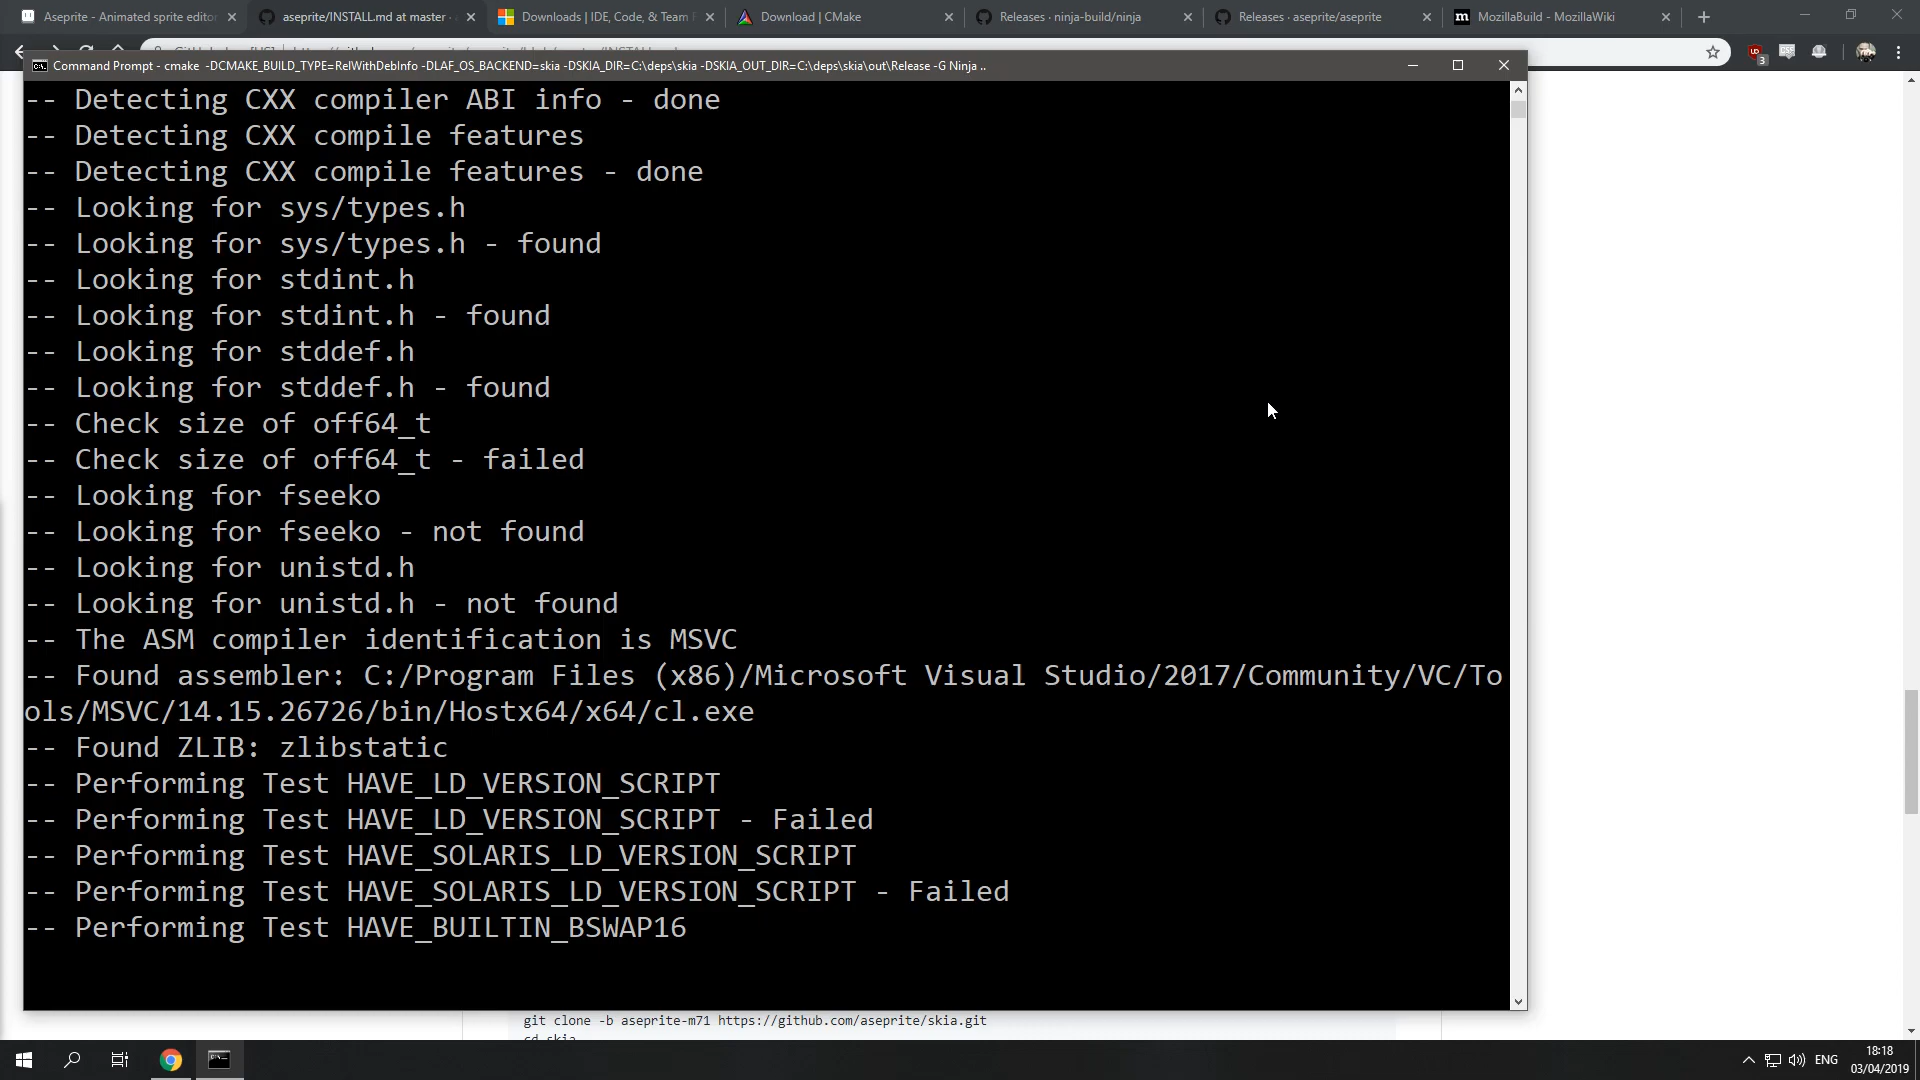 Aseprite - Animated sprite editor
aseprite/INSTALL.md at master ·
Downloads | IDE, Code, & Team F
Download | CMake
Releases · ninja-build/ninja
Releases · aseprite/aseprite
MozillaBuild - MozillaWiki
Command Prompt - cmake -DCMAKE_BUILD_TYPE=RelWithDebInfo -DLAF_OS_BACKEND=skia -DSKIA_DIR=C:\deps\skia -DSKIA_OUT_DIR=C:\deps\skia\out\Release -G Ninja ..
-- Detecting CXX compiler ABI info - done
-- Detecting CXX compile features
-- Detecting CXX compile features - done
-- Looking for sys/types.h
-- Looking for sys/types.h - found
-- Looking for stdint.h
-- Looking for stdint.h - found
-- Looking for stddef.h
-- Looking for stddef.h - found
-- Check size of off64_t
-- Check size of off64_t - failed
-- Looking for fseeko
-- Looking for fseeko - not found
-- Looking for unistd.h
-- Looking for unistd.h - not found
-- The ASM compiler identification is MSVC
-- Found assembler: C:/Program Files (x86)/Microsoft Visual Studio/2017/Community/VC/To
ols/MSVC/14.15.26726/bin/Hostx64/x64/cl.exe
-- Found ZLIB: zlibstatic
-- Performing Test HAVE_LD_VERSION_SCRIPT
-- Performing Test HAVE_LD_VERSION_SCRIPT - Failed
-- Performing Test HAVE_SOLARIS_LD_VERSION_SCRIPT
-- Performing Test HAVE_SOLARIS_LD_VERSION_SCRIPT - Failed
-- Performing Test HAVE_BUILTIN_BSWAP16
git clone -b aseprite-m71 https://github.com/aseprite/skia.git
cd skia
ENG
18:18
03/04/2019